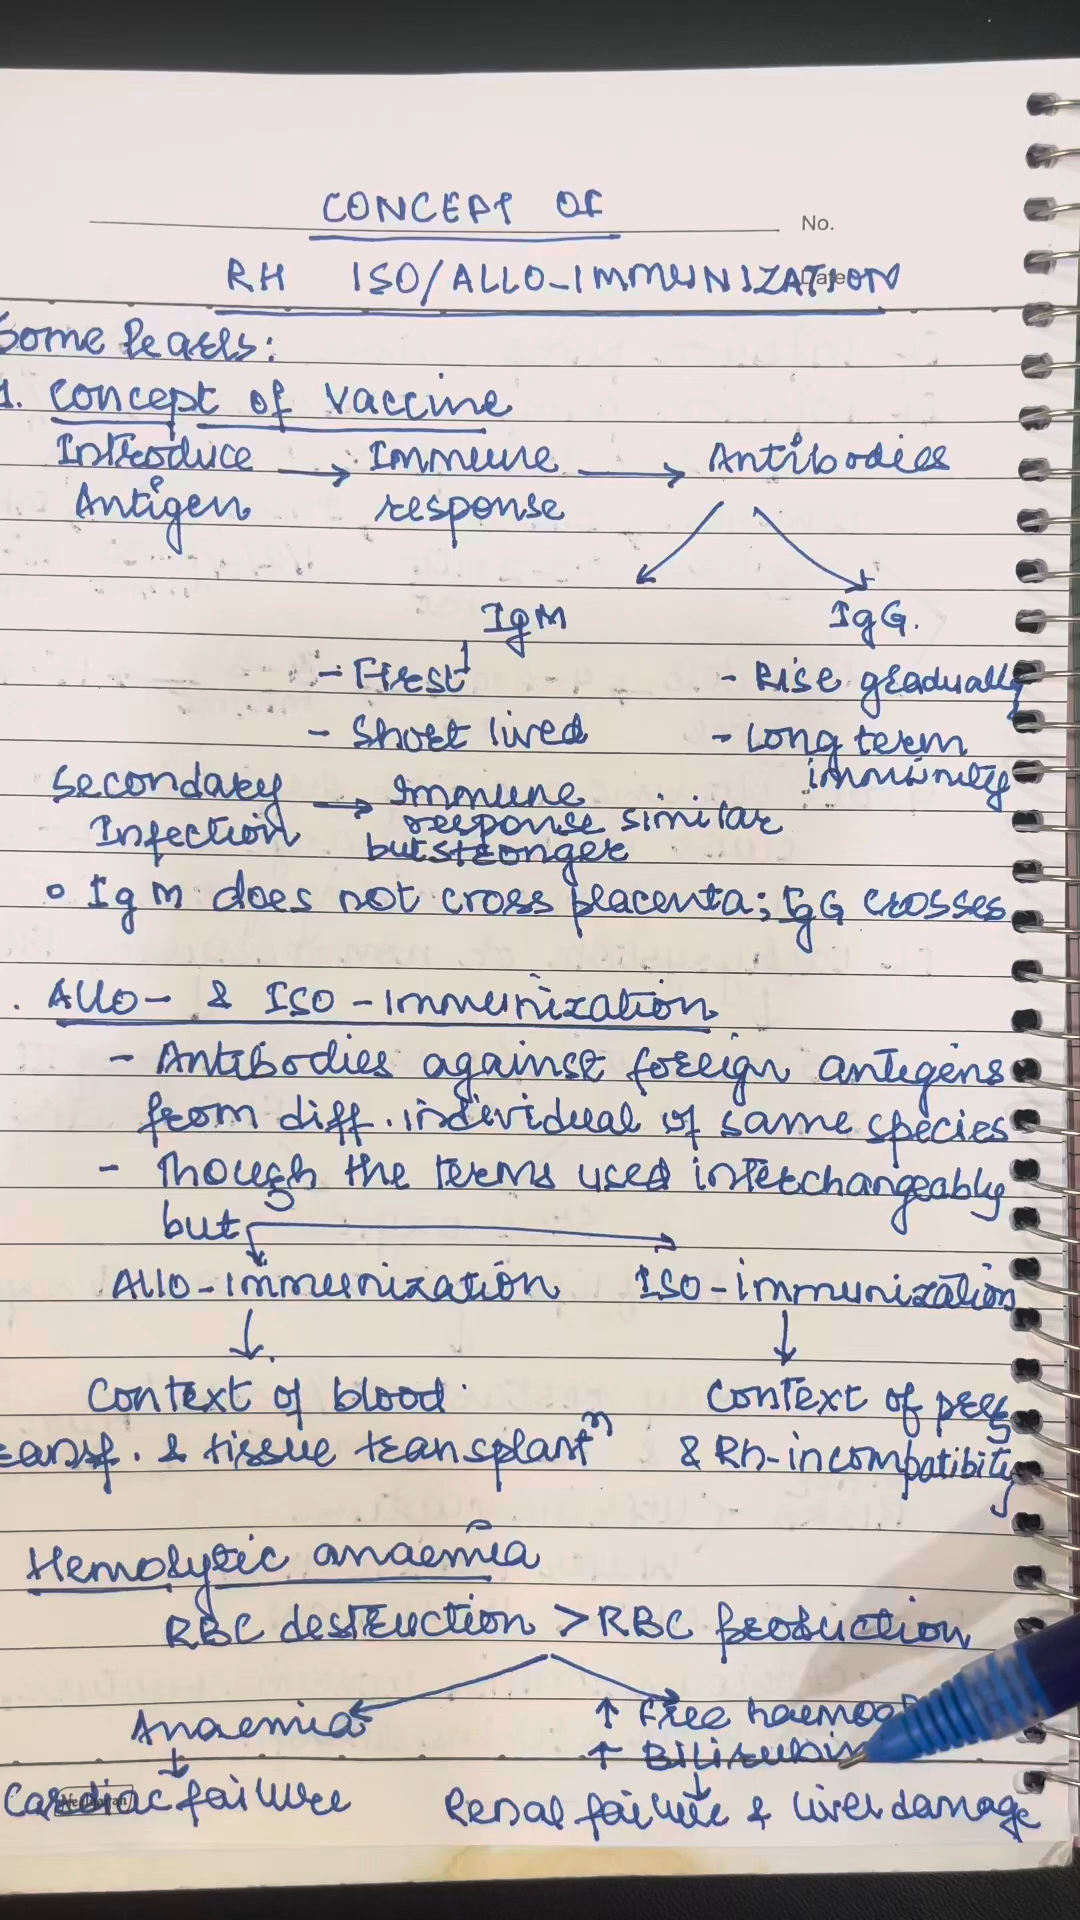 CONCEPT OF
No.
RH ISO/ALLO-IMMUNIZATION
Date
Some facts:
1. Concept of vaccine
Introduce → Immune → Antibodies
Antigen response
IgM IgG.
- First - Rise gradually
- Short lived - Long term
immunity
Secondary → Immune
Infection response similar
but stronger
o IgM does not cross placenta; IgG crosses
. Allo- & ISO-immunization
- Antibodies against foreign antigens
from diff. individual of same species
- Though the terms used interchangeably
but
Allo-immunization ISO-immunization
↓ ↓
Context of blood Context of preg
transf. & tissue transplantⁿ & Rh-incompatibity
Hemolytic anaemia
RBC destruction > RBC production
Anaemia ↑ Free haemo
↓ ↑ Bilirubin
Cardiac failure Renal failure & liver damage